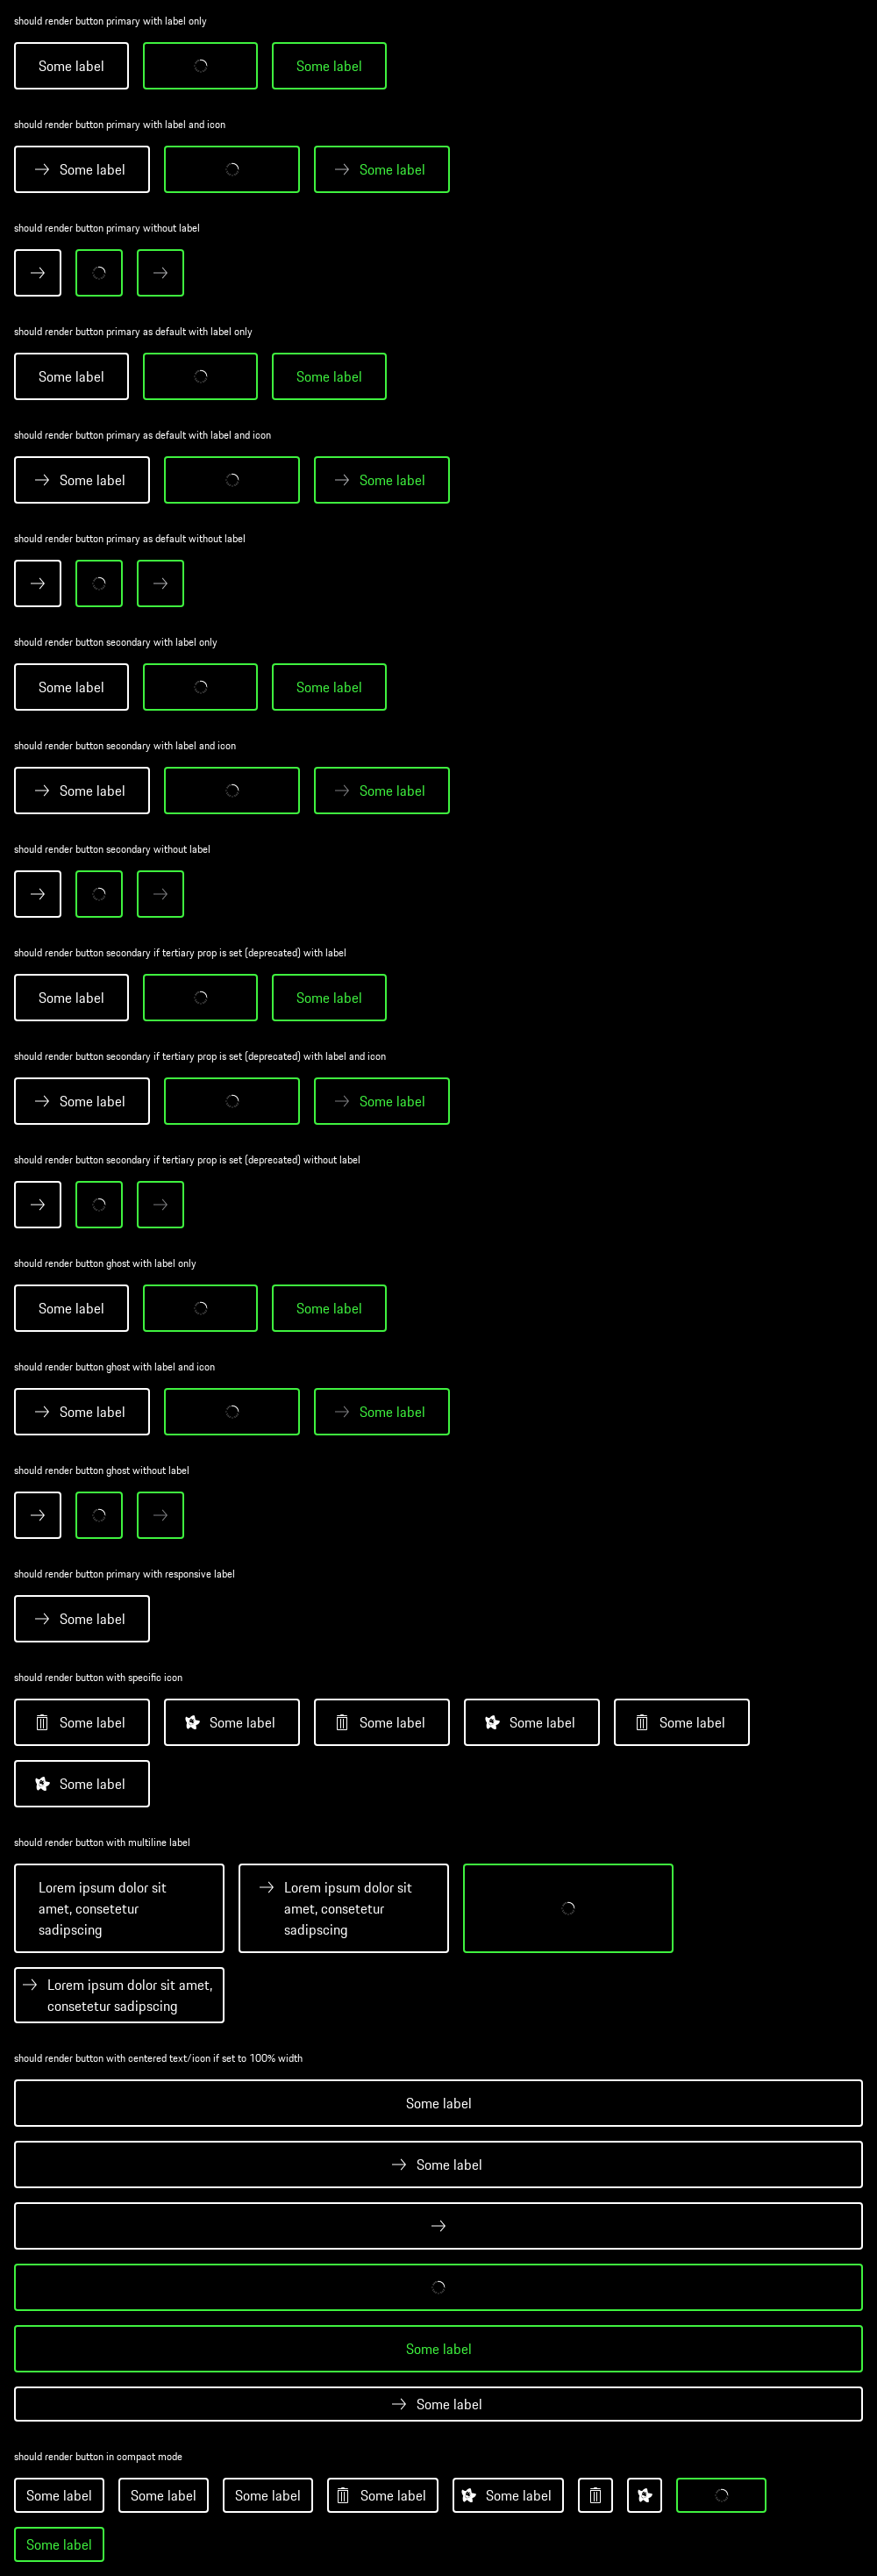 should render button primary with label only
Some label Some label
should render button primary with label and icon
Some label Some label
should render button primary without label
should render button primary as default with label only
Some label Some label
should render button primary as default with label and icon
Some label Some label
should render button primary as default without label
should render button secondary with label only
Some label Some label
should render button secondary with label and icon
Some label Some label
should render button secondary without label
should render button secondary if tertiary prop is set (deprecated) with label
Some label Some label
should render button secondary if tertiary prop is set (deprecated) with label and icon
Some label Some label
should render button secondary if tertiary prop is set (deprecated) without label
should render button ghost with label only
Some label Some label
should render button ghost with label and icon
Some label Some label
should render button ghost without label
should render button primary with responsive label
Some label
should render button with specific icon
Some label Some label Some label Some label Some label
Some label
should render button with multiline label
Lorem ipsum dolor sit
amet, consetetur
sadipscing
Lorem ipsum dolor sit
amet, consetetur
sadipscing
Lorem ipsum dolor sit amet,
consetetur sadipscing
should render button with centered text/icon if set to 100% width
Some label
Some label
Some label
Some label
should render button in compact mode
Some label Some label Some label Some label Some label
Some label